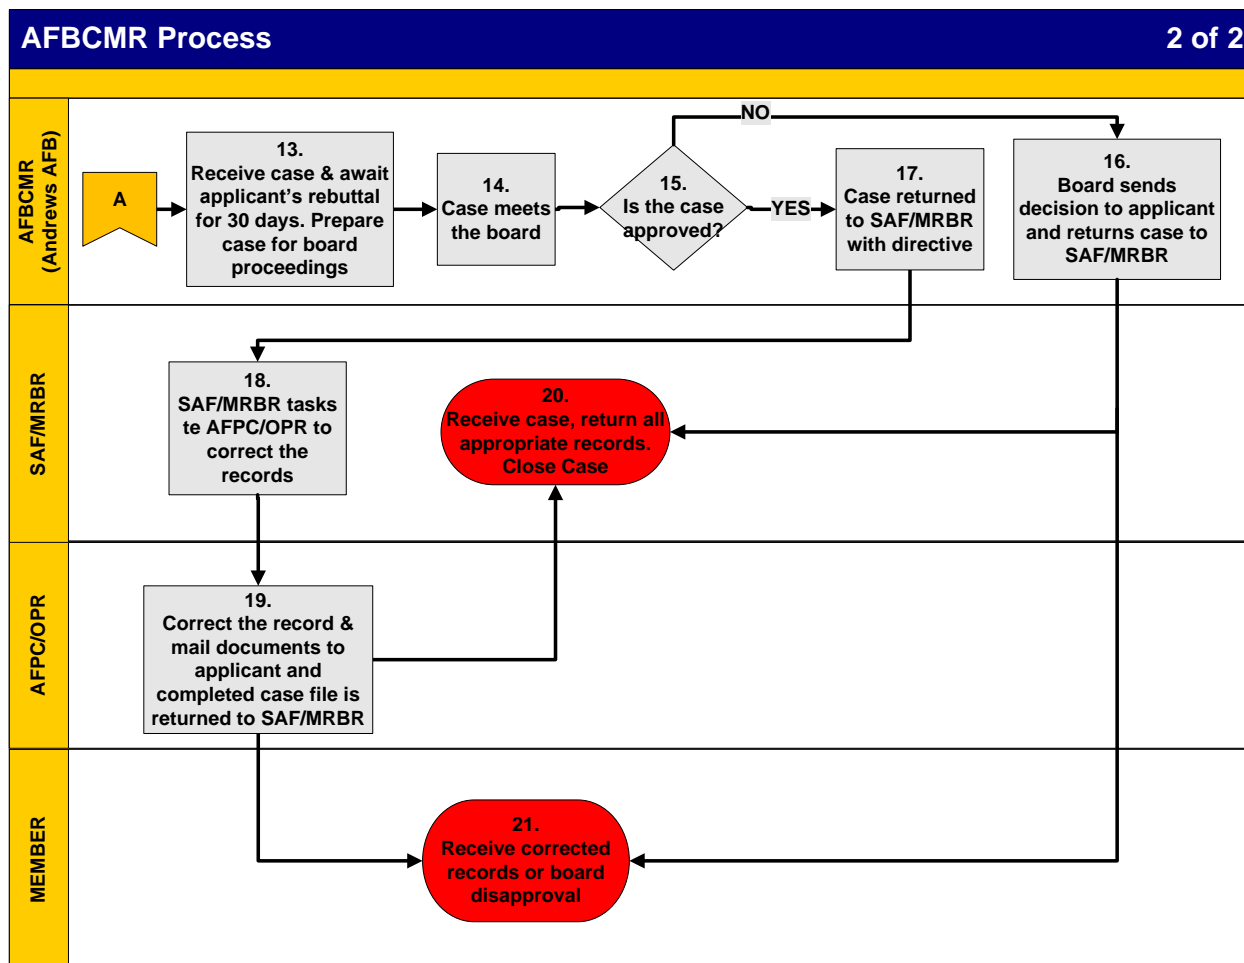 AFBCMR Process
2 of 2
AFBCMR
(Andrews AFB)
A
13.
Receive case & await
applicant’s rebuttal
for 30 days. Prepare
case for board
proceedings
14.
Case meets
the board
15.
Is the case
approved?
NO
YES
17.
Case returned
to SAF/MRBR
with directive
16.
Board sends
decision to applicant
and returns case to
SAF/MRBR
SAF/MRBR
18.
SAF/MRBR tasks
te AFPC/OPR to
correct the
records
20.
Receive case, return all
appropriate records.
Close Case
AFPC/OPR
19.
Correct the record &
mail documents to
applicant and
completed case file is
returned to SAF/MRBR
MEMBER
21.
Receive corrected
records or board
disapproval